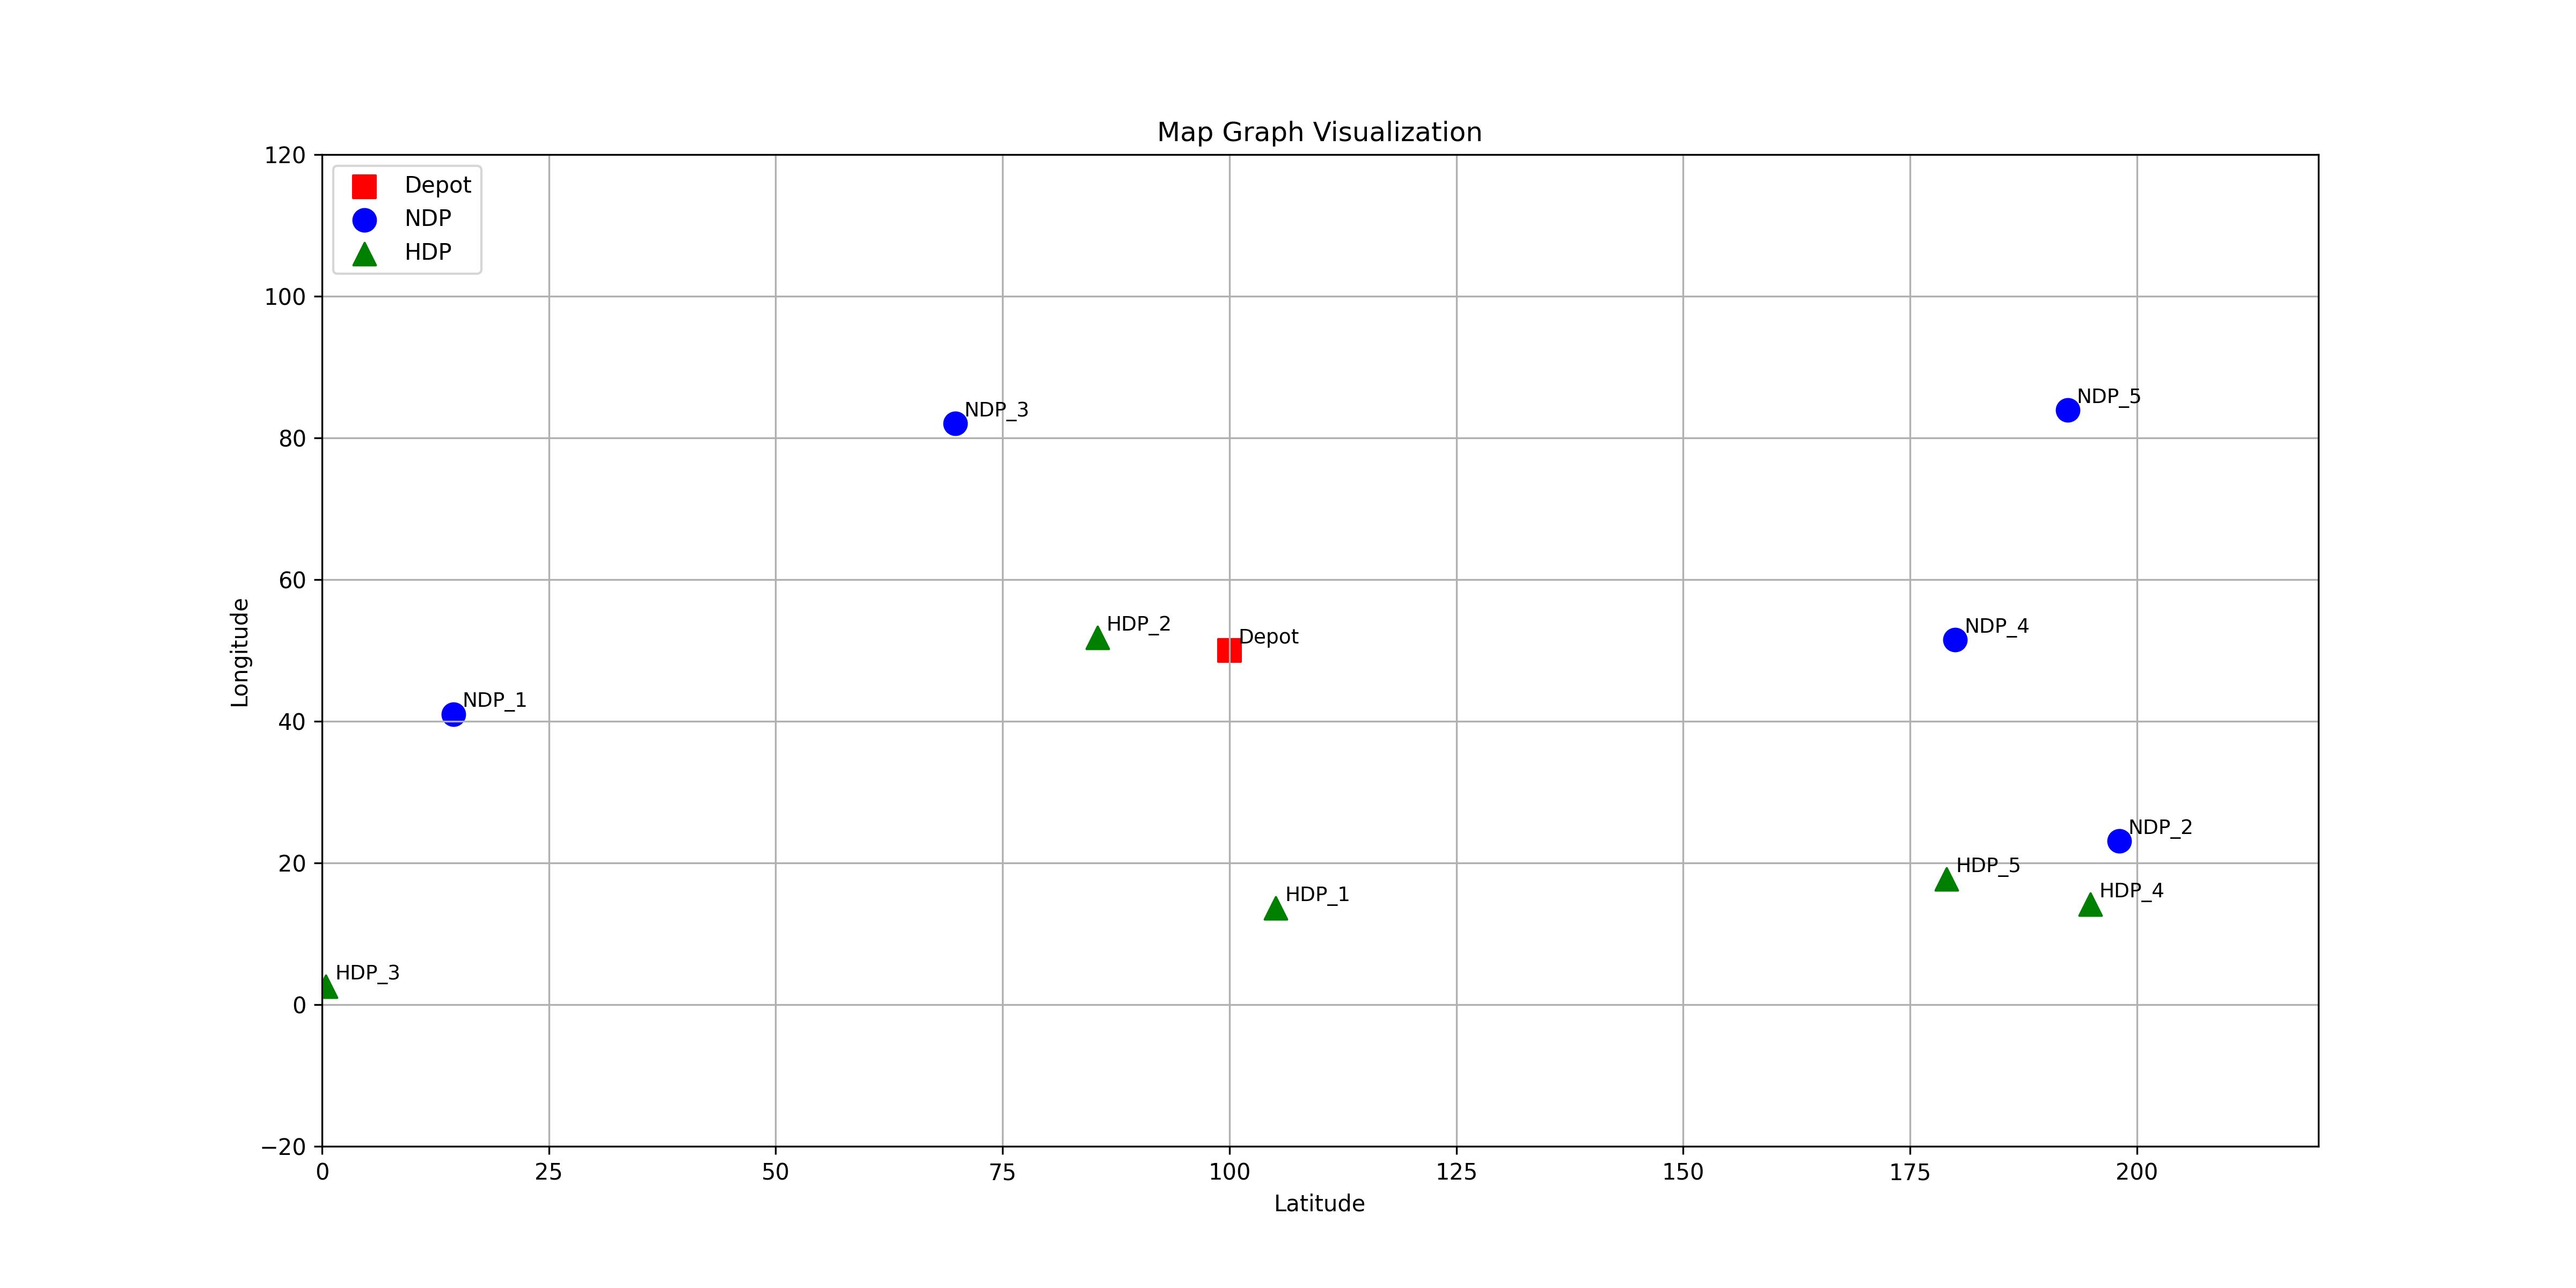 Map Graph Visualization
120
100
80
60
40
20
0
−20
Longitude
Depot
NDP
HDP
NDP_3
NDP_5
HDP_2
Depot
NDP_4
NDP_1
NDP_2
HDP_5
HDP_4
HDP_1
HDP_3
0 25 50 75 100 125 150 175 200
Latitude